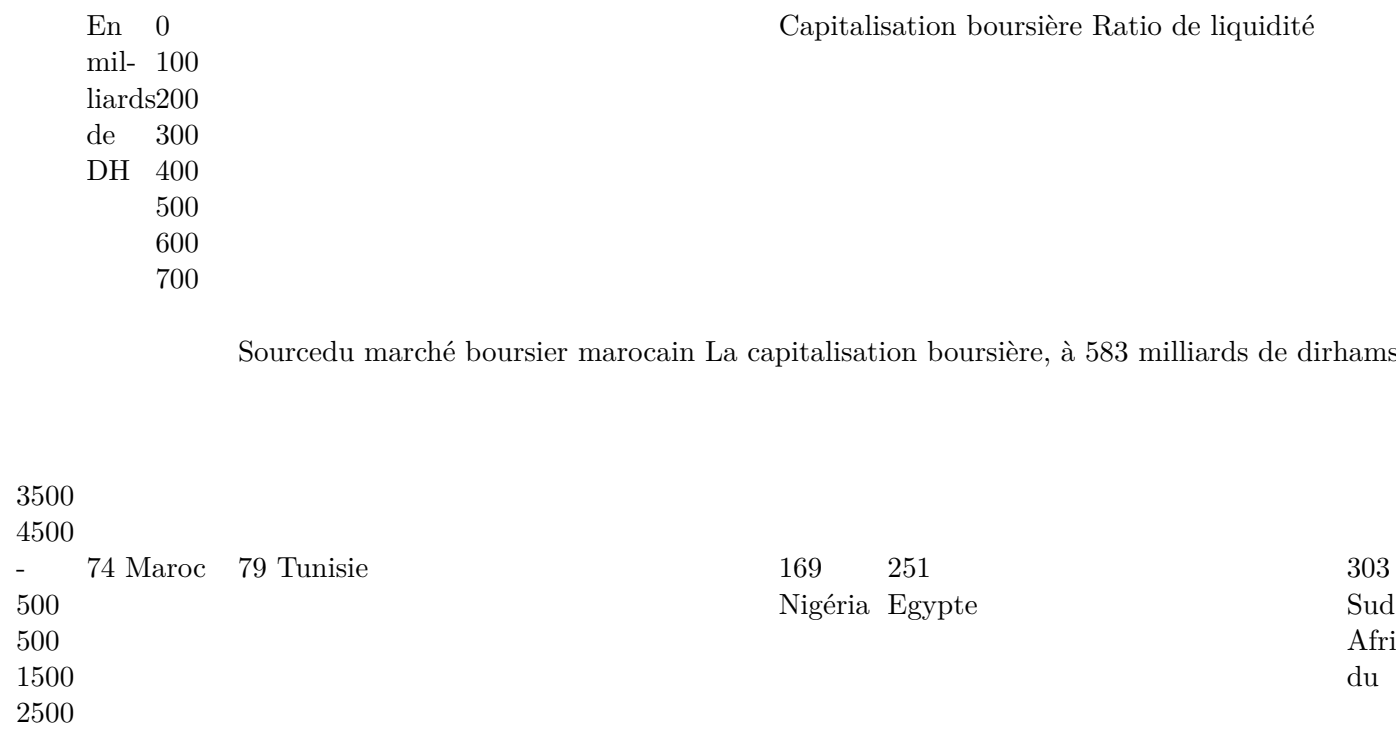 En 0 Capitalisation boursière Ratio de liquidité
mil- 100
liards200
de 300
DH 400
500
600
700
Sourcedu marché boursier marocain La capitalisation boursière, à 583 milliards de dirhams
3500
4500
- 74 Maroc 79 Tunisie 169 251 303
500 Nigéria Egypte Sud
500 Afri
1500 du
2500